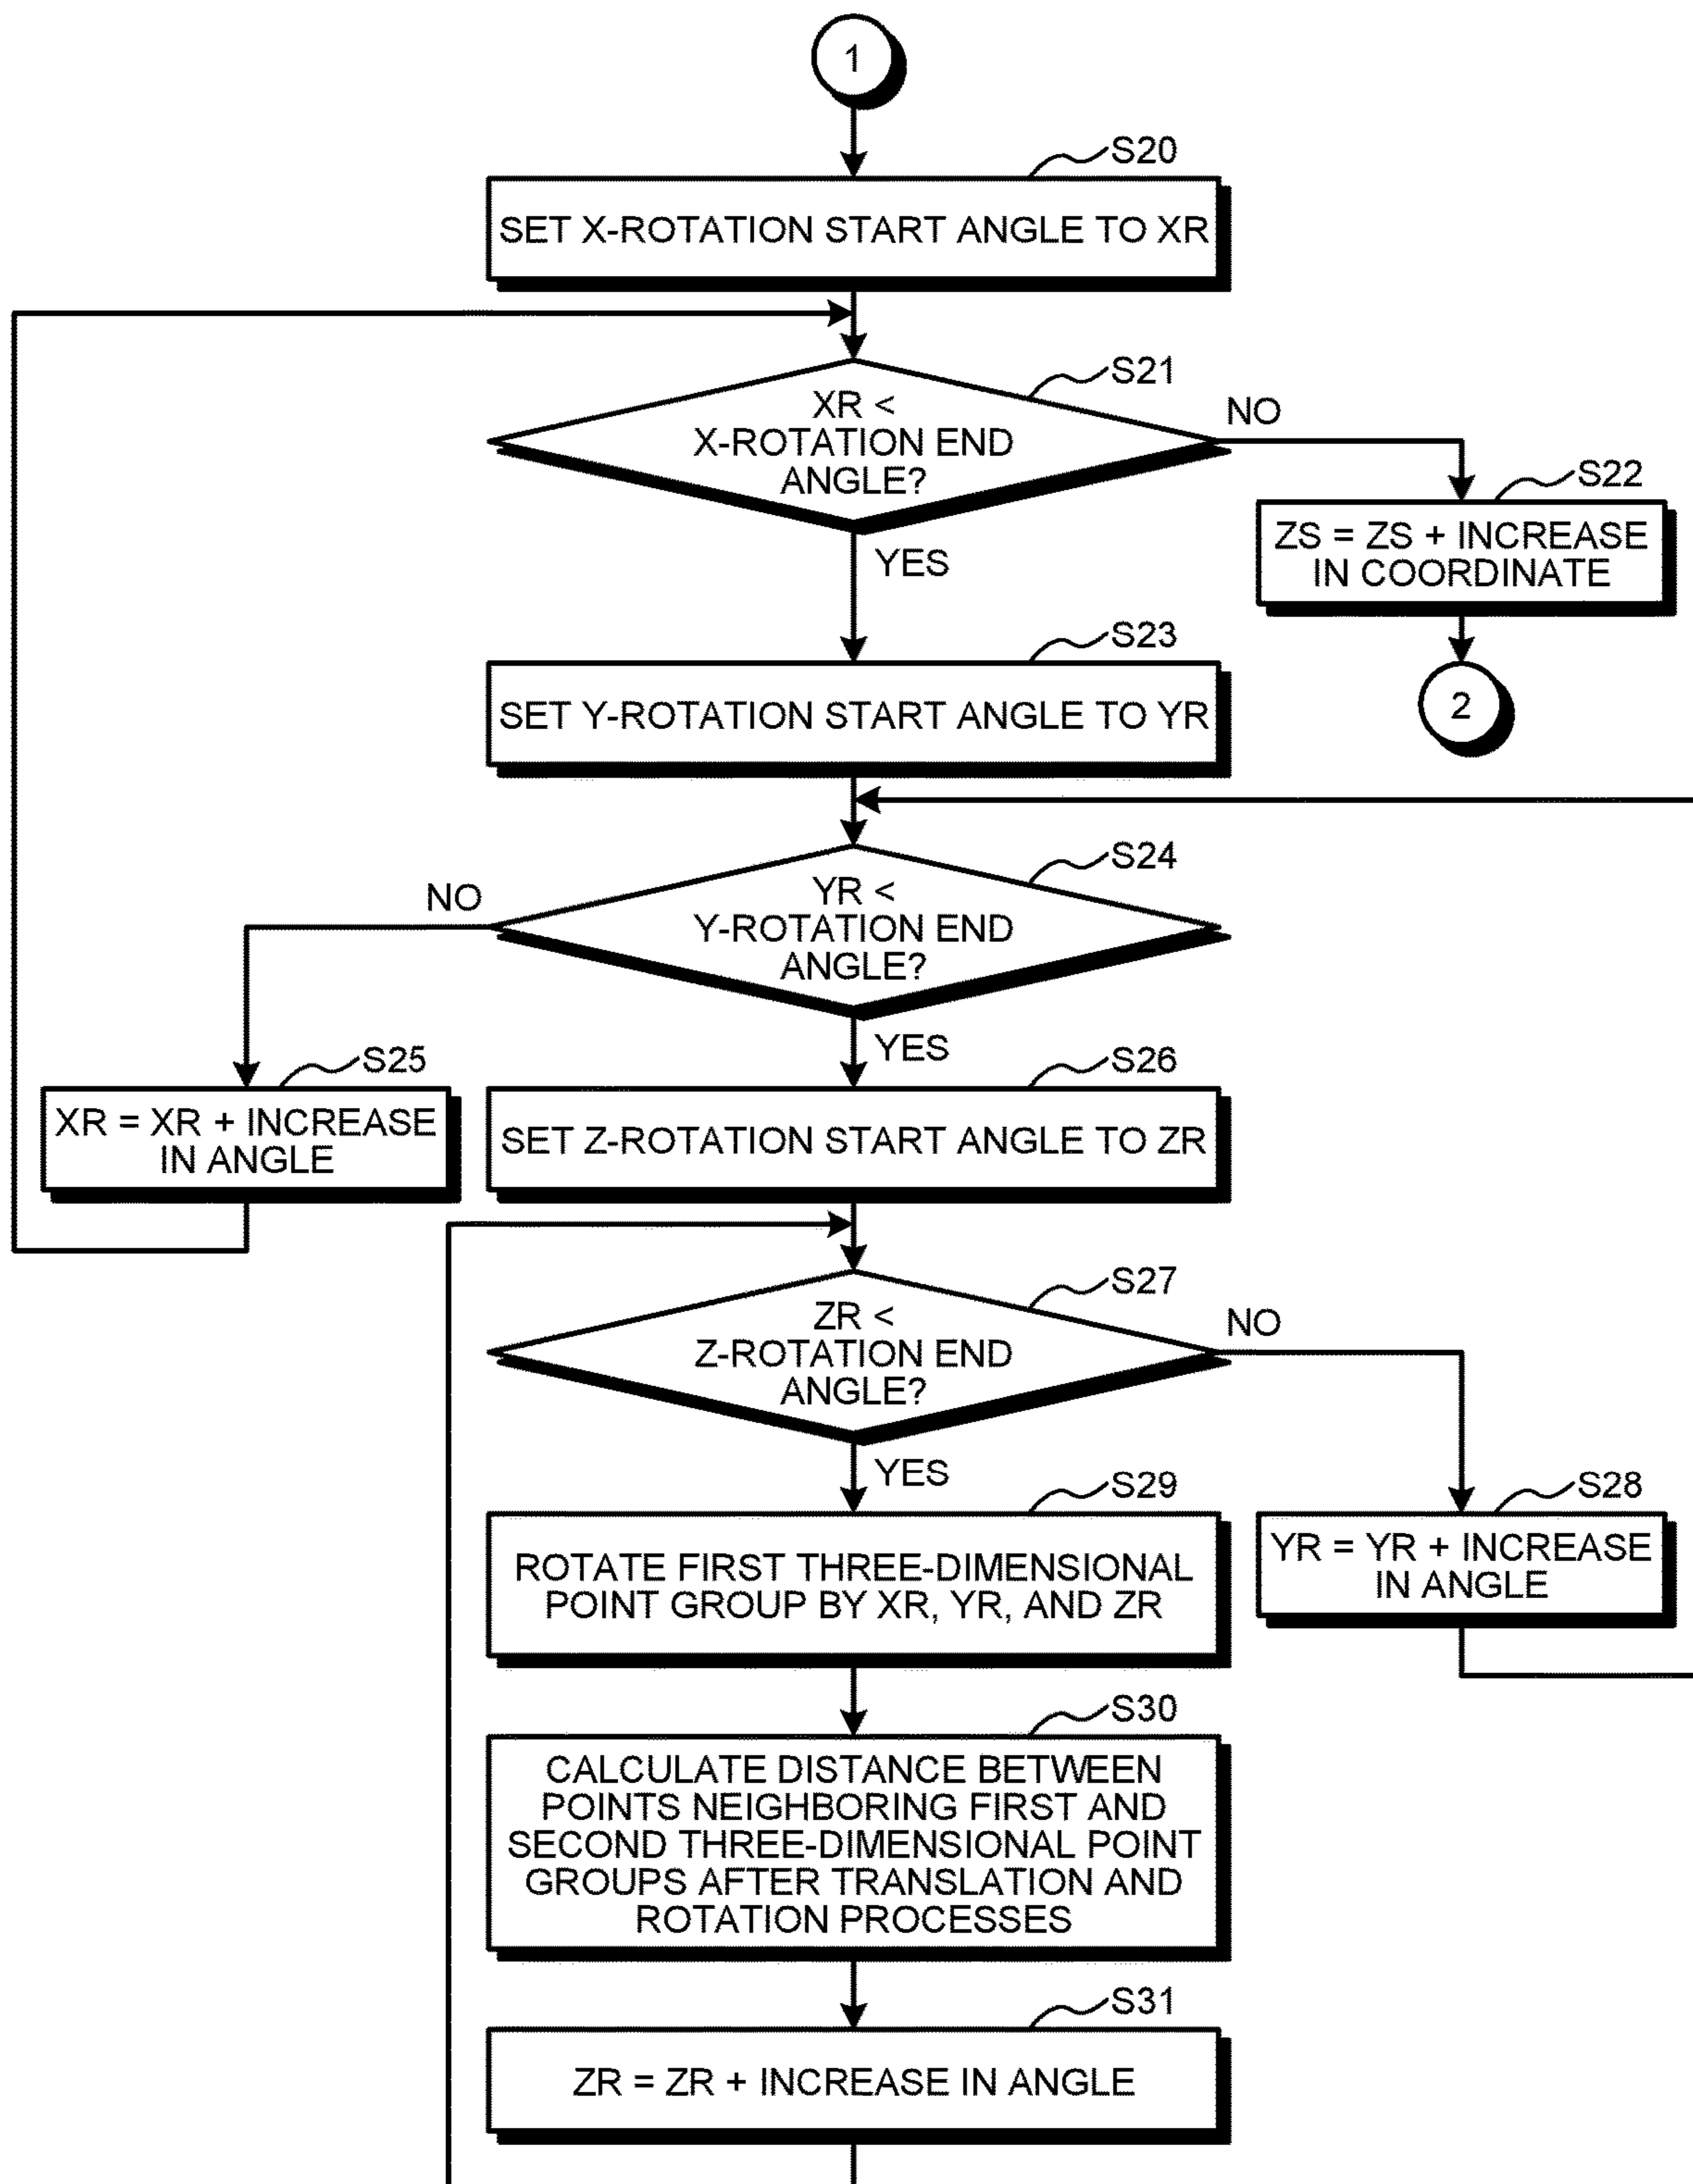 1
S20
SET X-ROTATION START ANGLE TO XR
S21
XR <
X-ROTATION END
ANGLE?
NO
YES
S22
ZS = ZS + INCREASE
IN COORDINATE
2
S23
SET Y-ROTATION START ANGLE TO YR
S24
YR <
Y-ROTATION END
ANGLE?
NO
YES
S25
XR = XR + INCREASE
IN ANGLE
S26
SET Z-ROTATION START ANGLE TO ZR
S27
ZR <
Z-ROTATION END
ANGLE?
NO
YES
S28
YR = YR + INCREASE
IN ANGLE
S29
ROTATE FIRST THREE-DIMENSIONAL
POINT GROUP BY XR, YR, AND ZR
S30
CALCULATE DISTANCE BETWEEN
POINTS NEIGHBORING FIRST AND
SECOND THREE-DIMENSIONAL POINT
GROUPS AFTER TRANSLATION AND
ROTATION PROCESSES
S31
ZR = ZR + INCREASE IN ANGLE